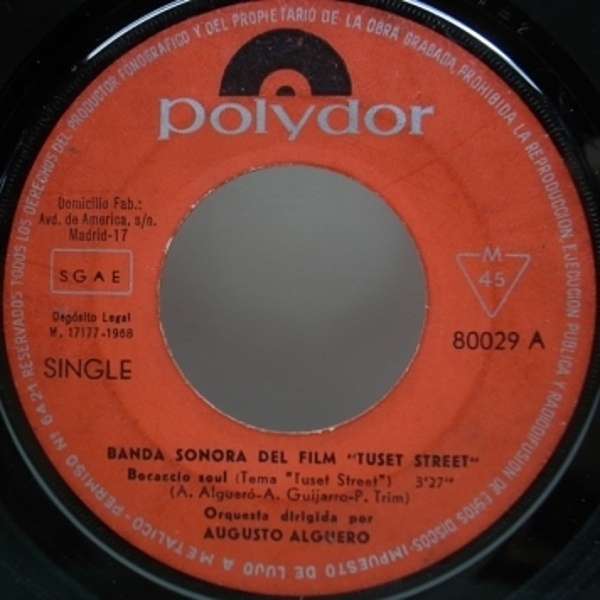 RESERVADOS TODOS LOS DERECHOS DEL PRODUCTOR FONOGRAFICO Y DEL PROPIETARIO DE LA OBRA GRABADA, PROHIBIDA LA REPRODUCCION, EJECUCION PUBLICA Y RADIODIFUSION DE ESTOS DISCOS-IMPUESTO DE LUJO A METALICO-PERMISO Nº 6421
polydor
Domicilio Fab.:
Avd. de America, s/n.
Madrid-17
SGAE
Depósito Legal
M. 17177-1968
SINGLE
M
45
80029 A
BANDA SONORA DEL FILM "TUSET STREET"
Bocaccio soul (Tema "Tuset Street") 3'27"
(A. Algueró-A. Guijarro-P. Trim)
Orquesta dirigida por
AUGUSTO ALGUERO